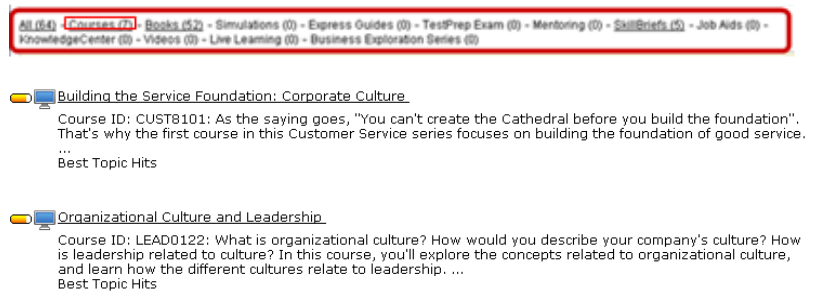 All (64) - Courses (7) - Books (52) - Simulations (0) - Express Guides (0) - TestPrep Exam (0) - Mentoring (0) - SkillBriefs (5) - Job Aids (0) -
KnowledgeCenter (0) - Videos (0) - Live Learning (0) - Business Exploration Series (0)
Building the Service Foundation: Corporate Culture
Course ID: CUST8101: As the saying goes, "You can't create the Cathedral before you build the foundation".
That's why the first course in this Customer Service series focuses on building the foundation of good service.
...
Best Topic Hits
Organizational Culture and Leadership
Course ID: LEAD0122: What is organizational culture? How would you describe your company's culture? How
is leadership related to culture? In this course, you'll explore the concepts related to organizational culture,
and learn how the different cultures relate to leadership. ...
Best Topic Hits